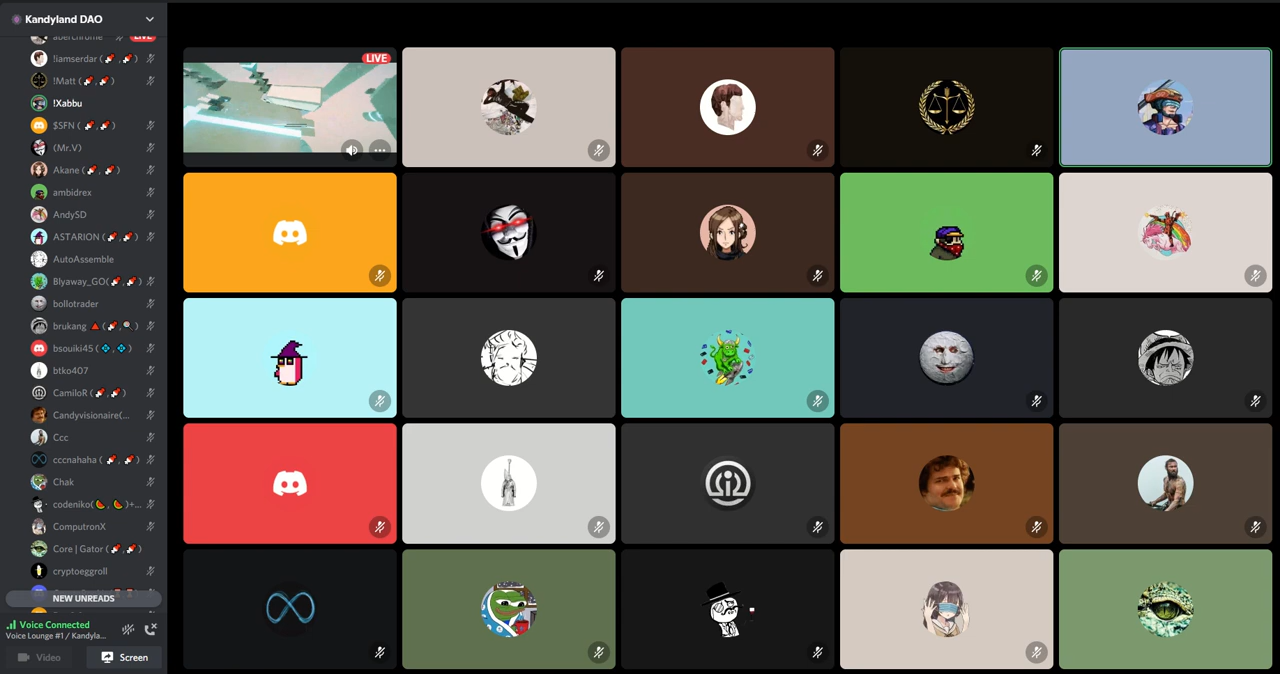 Kandyland DAO
aberchrome
LIVE
!iamserdar ( , )
!Matt ( , )
!Xabbu
$SFN ( , )
(Mr.V)
Akane ( , )
ambidrex
AndySD
ASTARION ( , )
AutoAssemble
Blyaway_GO( , )
bollotrader
brukang ( , )
bsouiki45 ( , )
btko407
CamiloR ( , )
Candyvisionaire(...
Ccc
cccnahaha ( , )
Chak
codeniko( , )+...
ComputronX
Core | Gator ( , )
cryptoeggroll
NEW UNREADS
Voice Connected
Voice Lounge #1 / Kandyla...
Video
Screen
LIVE